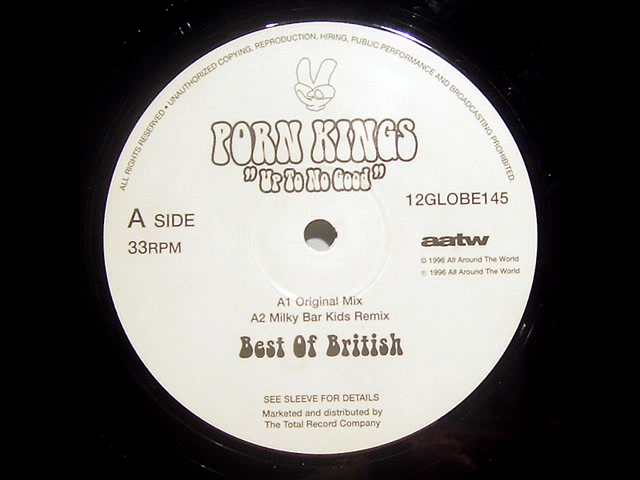 ALL RIGHTS RESERVED • UNAUTHORIZED COPYING, REPRODUCTION, HIRING, PUBLIC PERFORMANCE AND BROADCASTING PROHIBITED.
PORN KINGS
"Up To No Good"
12GLOBE145
A SIDE
33RPM
aatw
© 1996 All Around The World
℗ 1996 All Around The World
A1 Original Mix
A2 Milky Bar Kids Remix
Best Of British
SEE SLEEVE FOR DETAILS
Marketed and distributed by
The Total Record Company